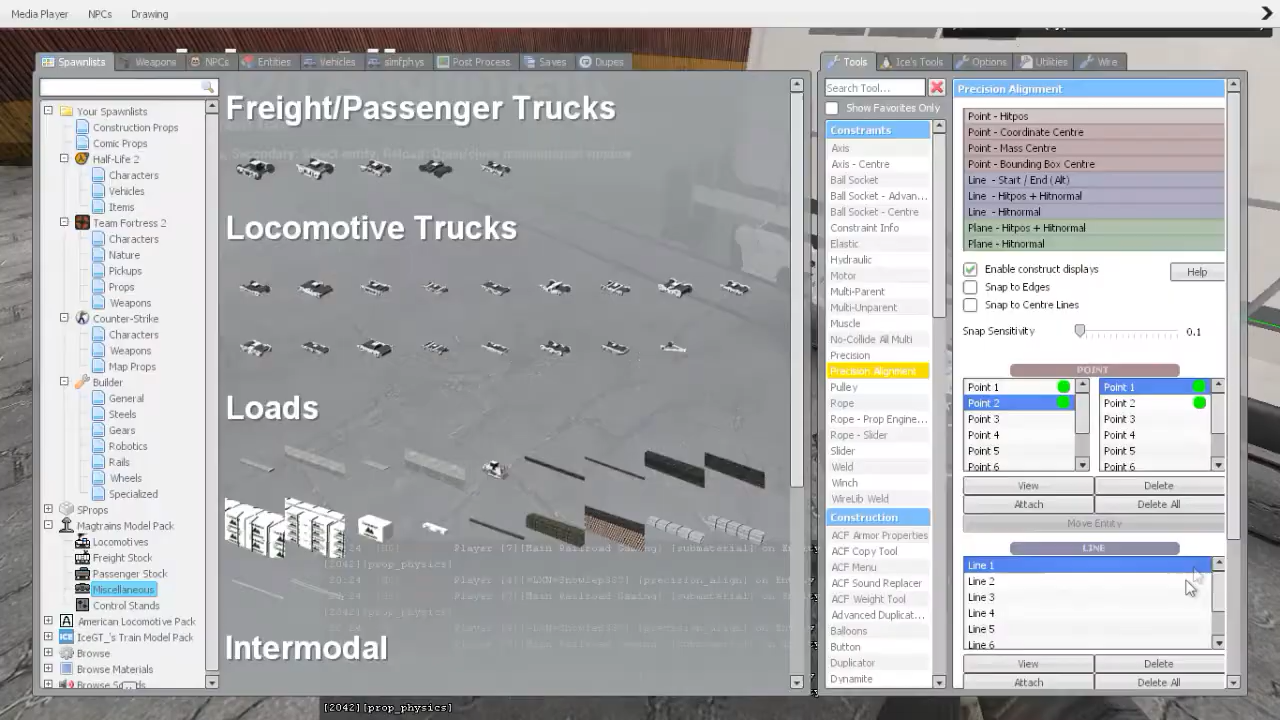 Media Player NPCs Drawing
Spawnlists Weapons NPCs Entities Vehicles simfphys Post Process Saves Dupes
Your Spawnlists
Construction Props
Comic Props
Half-Life 2
Characters
Vehicles
Items
Team Fortress 2
Characters
Nature
Pickups
Props
Weapons
Counter-Strike
Characters
Weapons
Map Props
Builder
General
Steels
Gears
Robotics
Rails
Wheels
Specialized
SProps
Magtrains Model Pack
Locomotives
Freight Stock
Passenger Stock
Miscellaneous
Control Stands
American Locomotive Pack
IceGT_'s Train Model Pack
Browse
Browse Materials
Freight/Passenger Trucks
Locomotive Trucks
Loads
Intermodal
[2042][prop_physics]
Tools Ice's Tools Options Utilities Wire
Search Tool...
Show Favorites Only
Constraints
Axis
Axis - Centre
Ball Socket
Ball Socket - Advan...
Ball Socket - Centre
Constraint Info
Elastic
Hydraulic
Motor
Multi-Parent
Multi-Unparent
Muscle
No-Collide All Multi
Precision
Precision Alignment
Pulley
Rope
Rope - Prop Engine...
Rope - Slider
Slider
Weld
Winch
WireLib Weld
Construction
ACF Armor Properties
ACF Copy Tool
ACF Menu
ACF Sound Replacer
ACF Weight Tool
Advanced Duplicat...
Balloons
Button
Duplicator
Dynamite
Precision Alignment
Point - Hitpos
Point - Coordinate Centre
Point - Mass Centre
Point - Bounding Box Centre
Line - Start / End (Alt)
Line - Hitpos + Hitnormal
Line - Hitnormal
Plane - Hitpos + Hitnormal
Plane - Hitnormal
Enable construct displays Help
Snap to Edges
Snap to Centre Lines
Snap Sensitivity 0.1
POINT
Point 1 Point 1
Point 2 Point 2
Point 3 Point 3
Point 4 Point 4
Point 5 Point 5
Point 6 Point 6
View Delete
Attach Delete All
Move Entity
LINE
Line 1
Line 2
Line 3
Line 4
Line 5
Line 6
View Delete
Attach Delete All